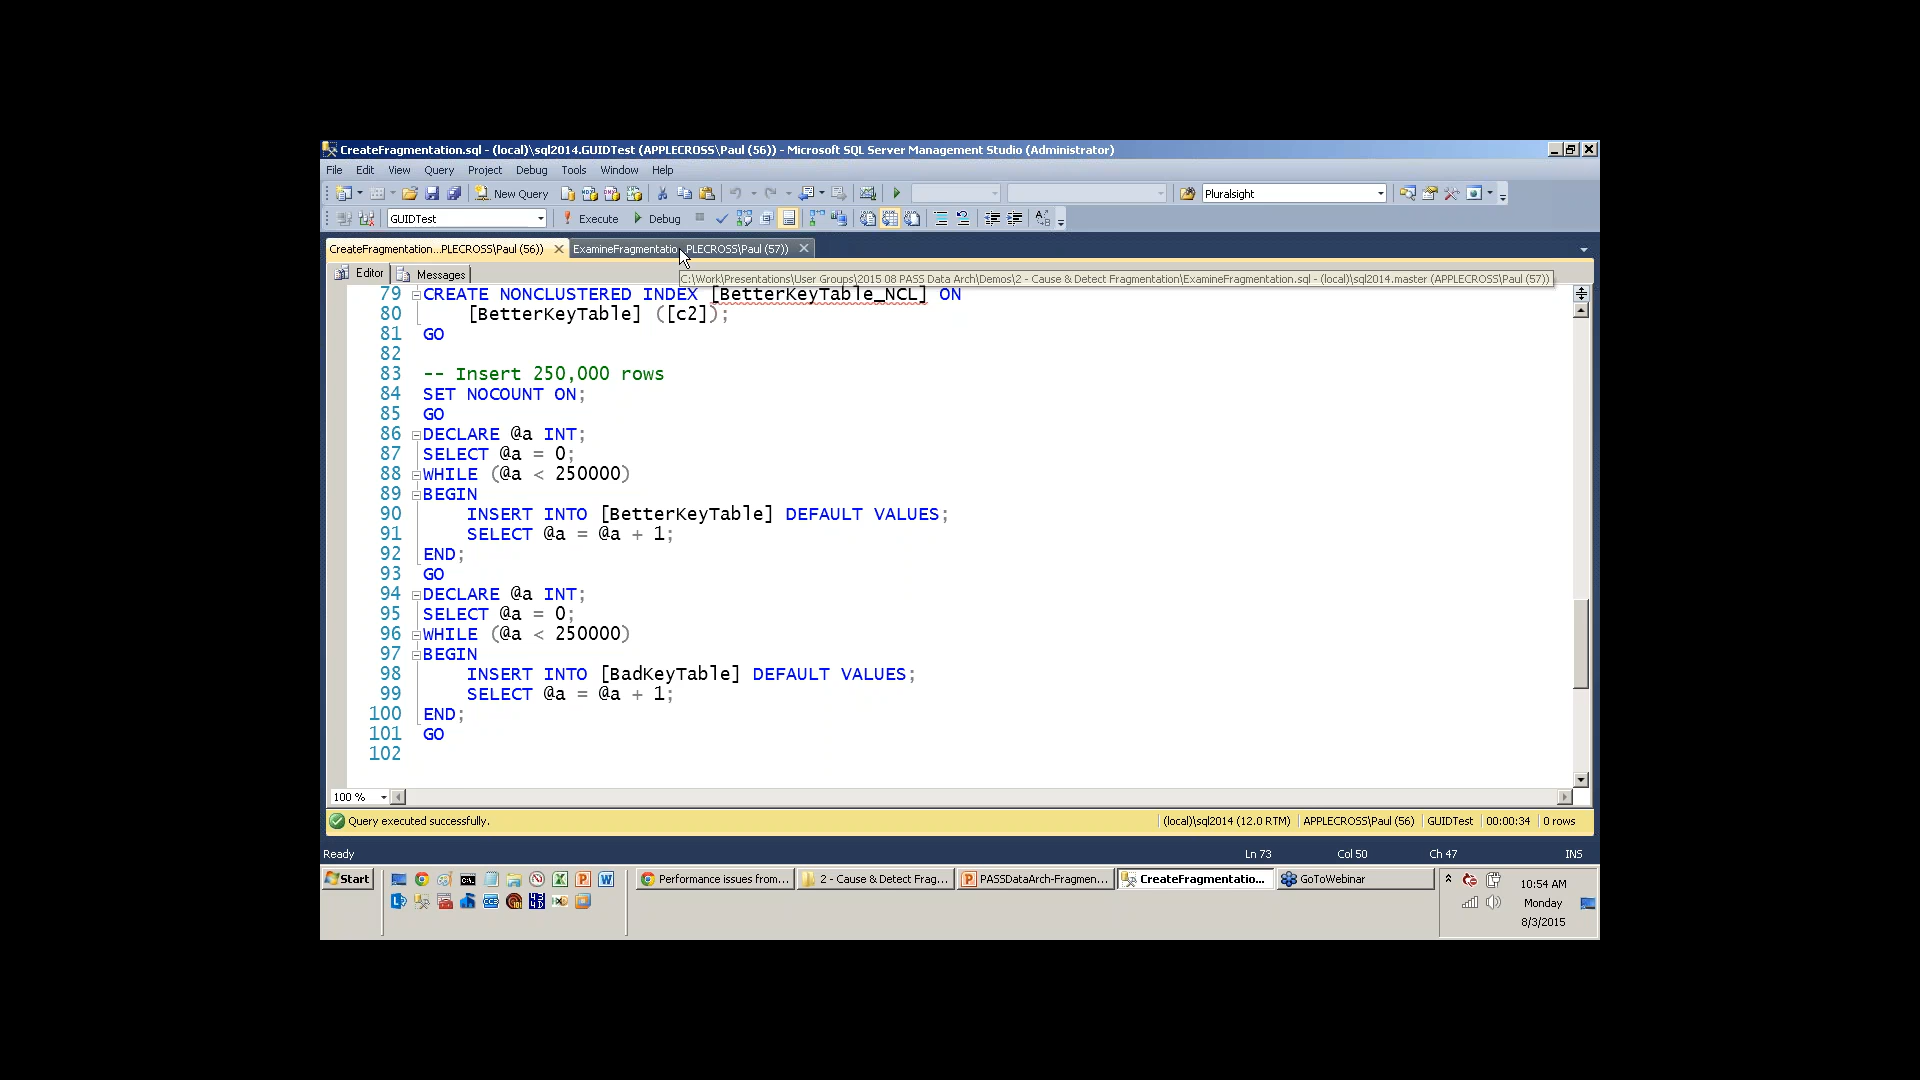 CreateFragmentation.sql - (local)\sql2014.GUIDTest (APPLECROSS\Paul (56)) - Microsoft SQL Server Management Studio (Administrator)
File Edit View Query Project Debug Tools Window Help
New Query Pluralsight
GUIDTest Execute Debug
CreateFragmentation...PLECROSS\Paul (56)) ExamineFragmentatio PLECROSS\Paul (57))
Editor Messages
C:\Work\Presentations\User Groups\2015 08 PASS Data Arch\Demos\2 - Cause & Detect Fragmentation\ExamineFragmentation.sql - (local)\sql2014.master (APPLECROSS\Paul (57))
79 CREATE NONCLUSTERED INDEX [BetterKeyTable_NCL] ON
80 [BetterKeyTable] ([c2]);
81 GO
82
83 -- Insert 250,000 rows
84 SET NOCOUNT ON;
85 GO
86 DECLARE @a INT;
87 SELECT @a = 0;
88 WHILE (@a < 250000)
89 BEGIN
90 INSERT INTO [BetterKeyTable] DEFAULT VALUES;
91 SELECT @a = @a + 1;
92 END;
93 GO
94 DECLARE @a INT;
95 SELECT @a = 0;
96 WHILE (@a < 250000)
97 BEGIN
98 INSERT INTO [BadKeyTable] DEFAULT VALUES;
99 SELECT @a = @a + 1;
100 END;
101 GO
102
100 %
Query executed successfully. (local)\sql2014 (12.0 RTM) APPLECROSS\Paul (56) GUIDTest 00:00:34 0 rows
Ready Ln 73 Col 50 Ch 47 INS
Start Performance issues from... 2 - Cause & Detect Frag... PASSDataArch-Fragmen... CreateFragmentatio... GoToWebinar
10:54 AM
Monday
8/3/2015